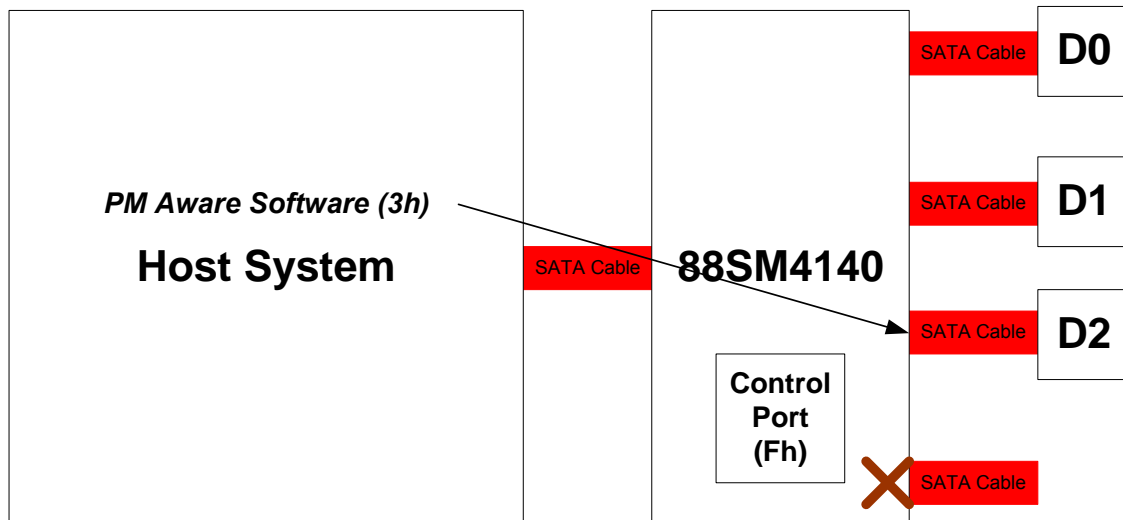 SATA Cable
D0
PM Aware Software (3h)
SATA Cable
D1
Host System
SATA Cable
88SM4140
SATA Cable
D2
Control
Port
(Fh)
SATA Cable